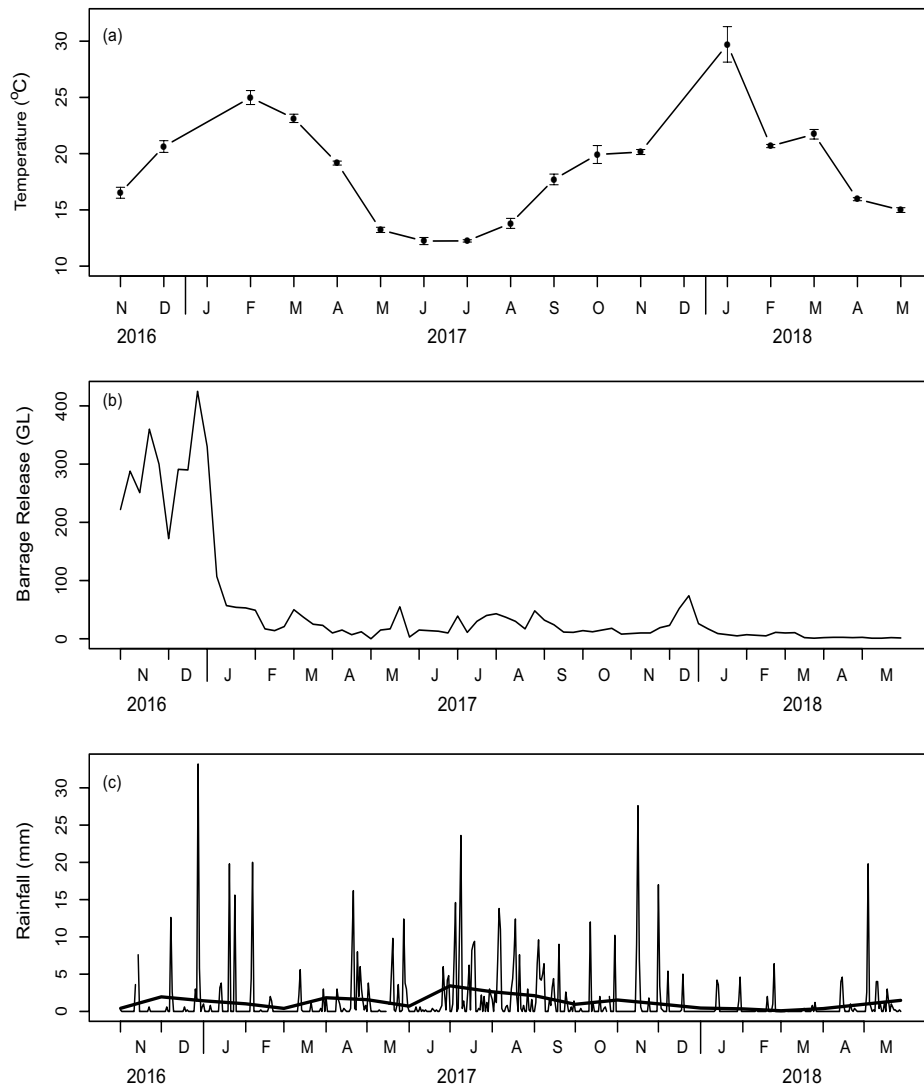 (a)
Temperature (°C)
30
25
20
15
10
N D J F M A M J J A S O N D J F M A M
2016 2017 2018
(b)
Barrage Release (GL)
400
300
200
100
0
N D J F M A M J J A S O N D J F M A M
2016 2017 2018
(c)
Rainfall (mm)
30
25
20
15
10
5
0
N D J F M A M J J A S O N D J F M A M
2016 2017 2018